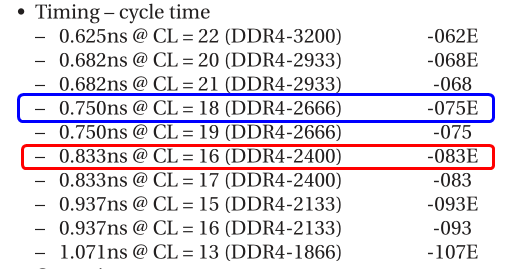 • Timing – cycle time
– 0.625ns @ CL = 22 (DDR4-3200) -062E
– 0.682ns @ CL = 20 (DDR4-2933) -068E
– 0.682ns @ CL = 21 (DDR4-2933) -068
– 0.750ns @ CL = 18 (DDR4-2666) -075E
– 0.750ns @ CL = 19 (DDR4-2666) -075
– 0.833ns @ CL = 16 (DDR4-2400) -083E
– 0.833ns @ CL = 17 (DDR4-2400) -083
– 0.937ns @ CL = 15 (DDR4-2133) -093E
– 0.937ns @ CL = 16 (DDR4-2133) -093
– 1.071ns @ CL = 13 (DDR4-1866) -107E